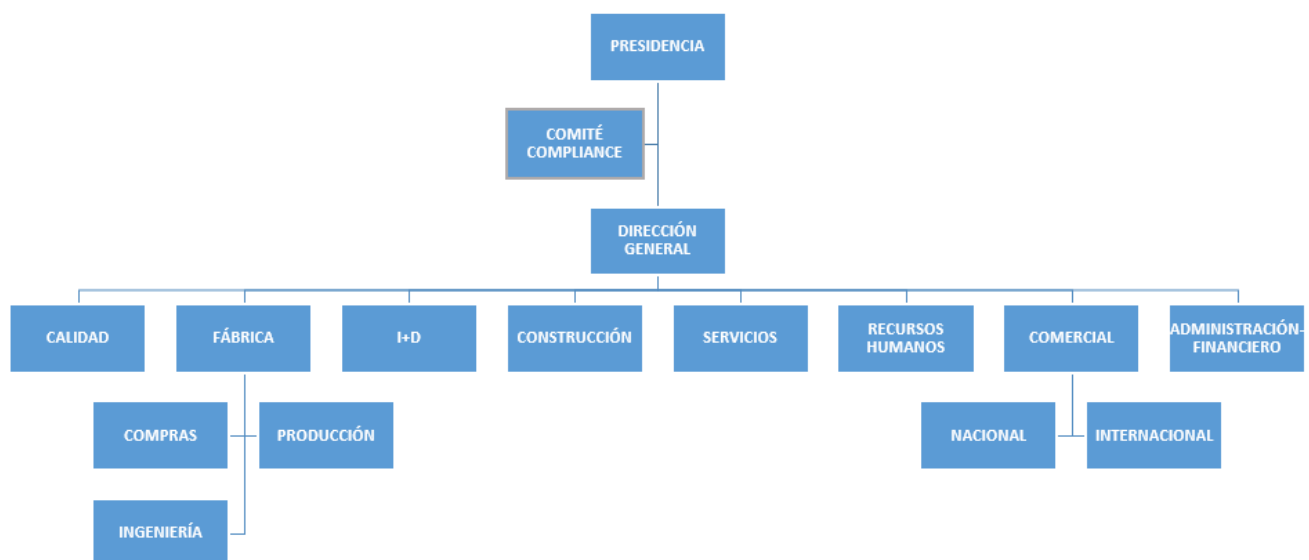 PRESIDENCIA
COMITÉ
COMPLIANCE
DIRECCIÓN
GENERAL
CALIDAD
FÁBRICA
I+D
CONSTRUCCIÓN
SERVICIOS
RECURSOS
HUMANOS
COMERCIAL
ADMINISTRACIÓN-
FINANCIERO
COMPRAS
PRODUCCIÓN
NACIONAL
INTERNACIONAL
INGENIERÍA